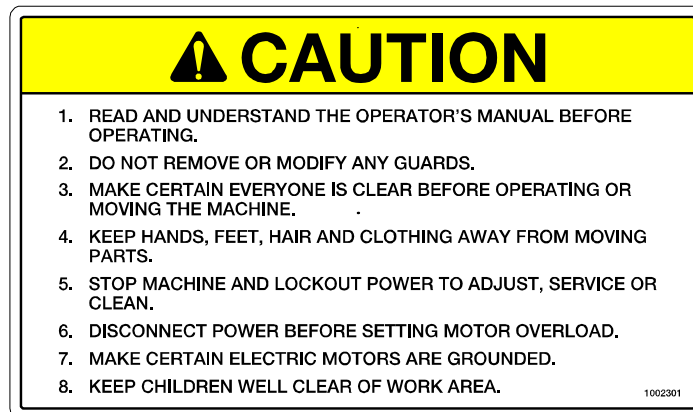 CAUTION
1. READ AND UNDERSTAND THE OPERATOR'S MANUAL BEFORE
OPERATING.
2. DO NOT REMOVE OR MODIFY ANY GUARDS.
3. MAKE CERTAIN EVERYONE IS CLEAR BEFORE OPERATING OR
MOVING THE MACHINE.
4. KEEP HANDS, FEET, HAIR AND CLOTHING AWAY FROM MOVING
PARTS.
5. STOP MACHINE AND LOCKOUT POWER TO ADJUST, SERVICE OR
CLEAN.
6. DISCONNECT POWER BEFORE SETTING MOTOR OVERLOAD.
7. MAKE CERTAIN ELECTRIC MOTORS ARE GROUNDED.
8. KEEP CHILDREN WELL CLEAR OF WORK AREA.
1002301